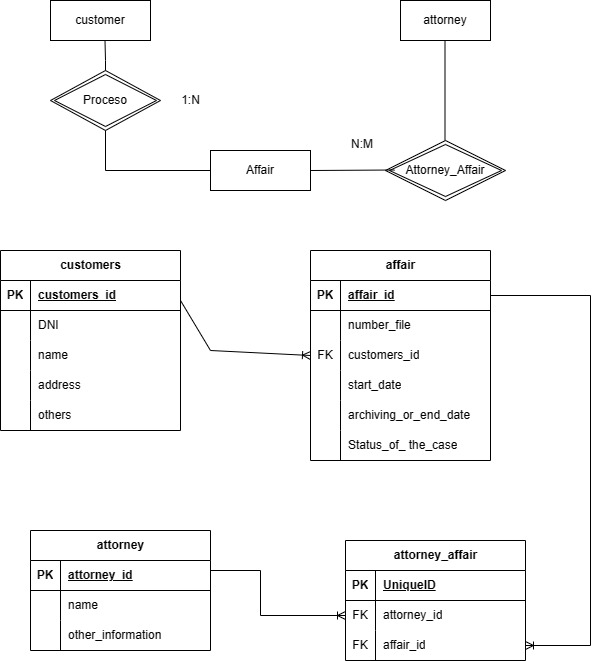 customer
attorney
Proceso
1:N
N:M
Affair
Attorney_Affair
customers
PK customers_id
DNI
name
address
others
affair
PK affair_id
number_file
FK customers_id
start_date
archiving_or_end_date
Status_of_ the_case
attorney
PK attorney_id
name
other_information
attorney_affair
PK UniqueID
FK attorney_id
FK affair_id